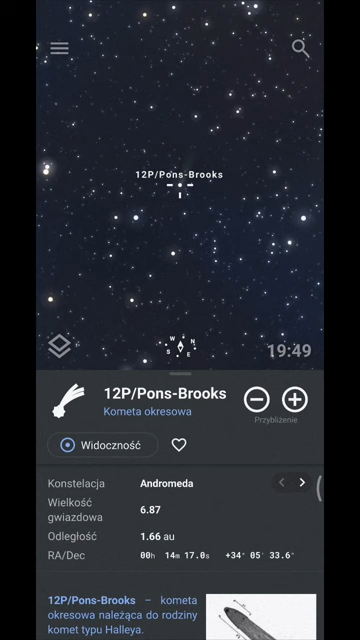 12P/Pons-Brooks
W N
S E
19:49
12P/Pons-Brooks
Kometa okresowa
Przybliżenie
Widoczność
Konstelacja Andromeda
Wielkość
gwiazdowa 6.87
Odległość 1.66 au
RA/Dec 00h 14m 17.0s +34° 05' 33.6"
12P/Pons-Brooks – kometa
okresowa należąca do rodziny
komet typu Halleya.